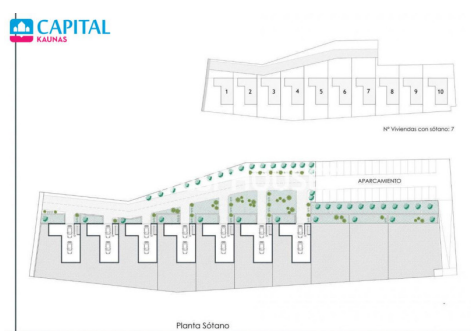 CAPITAL
KAUNAS
1 2 3 4 5 6 7 8 9 10
Nº Viviendas con sótano: 7
APARCAMIENTO
Planta Sótano